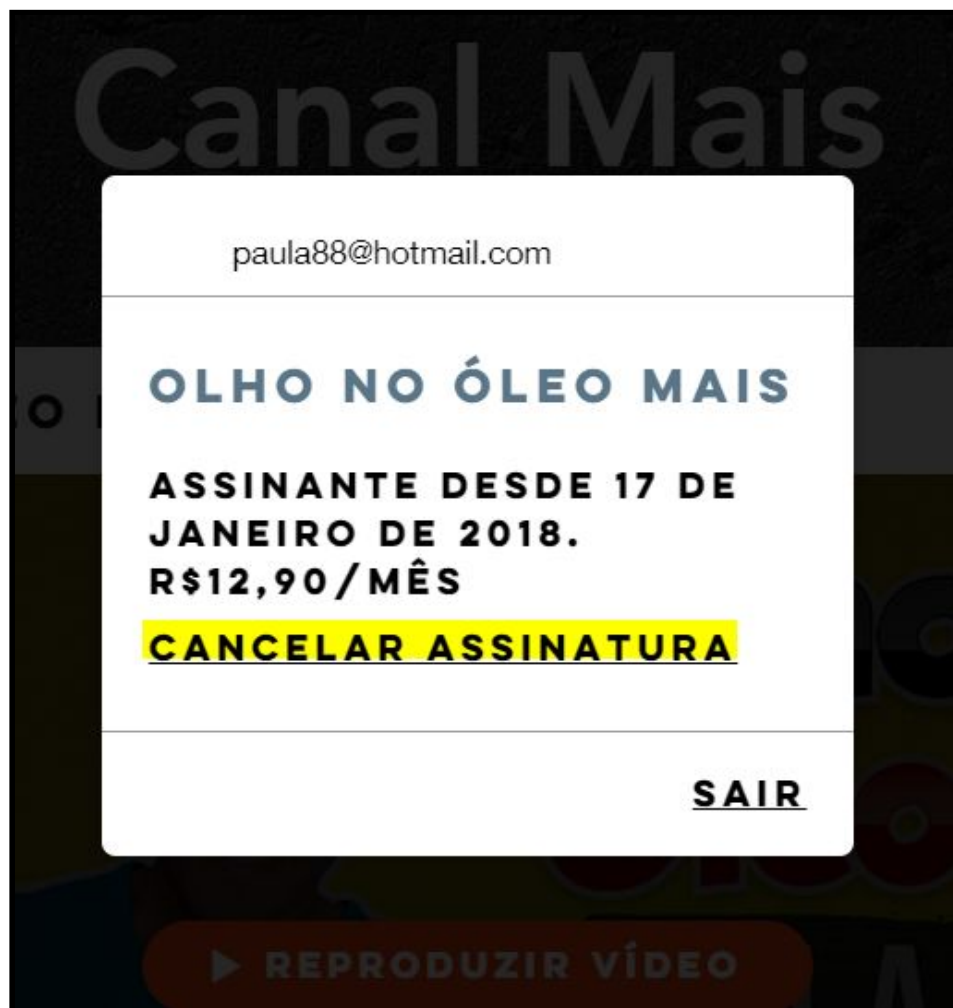 Canal Mais
paula88@hotmail.com
OLHO NO ÓLEO MAIS
ASSINANTE DESDE 17 DE
JANEIRO DE 2018.
R$12,90/MÊS
CANCELAR ASSINATURA
SAIR
REPRODUZIR VÍDEO